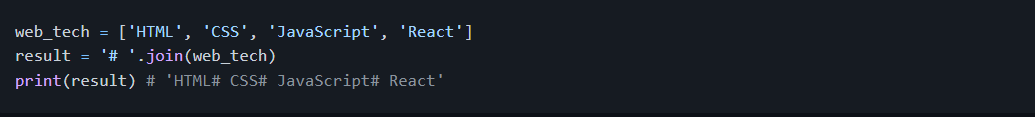 web_tech = ['HTML', 'CSS', 'JavaScript', 'React']
result = '# '.join(web_tech)
print(result) # 'HTML# CSS# JavaScript# React'